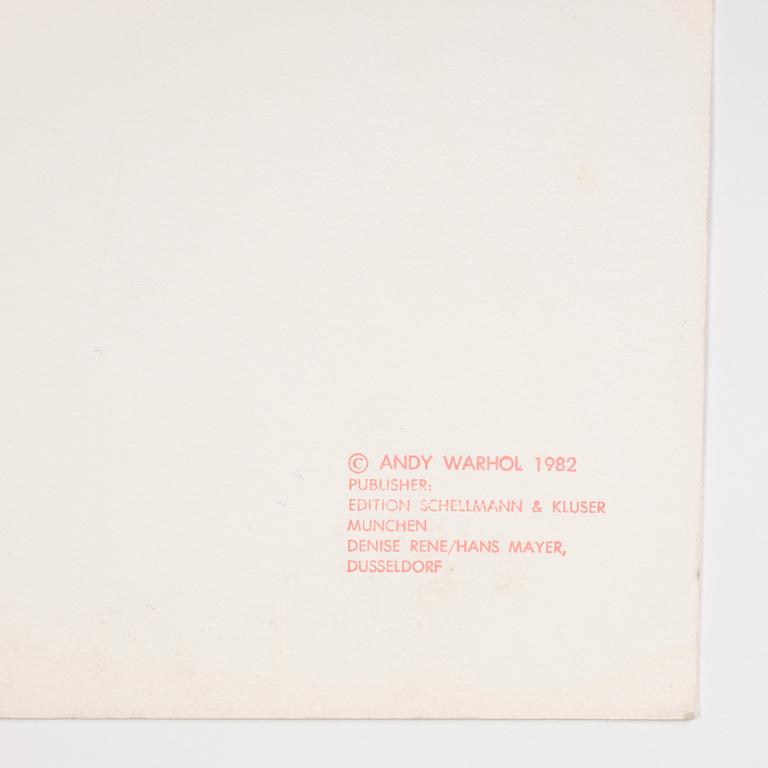 © ANDY WARHOL 1982
PUBLISHER:
EDITION SCHELLMANN & KLUSER
MUNCHEN
DENISE RENE/HANS MAYER,
DUSSELDORF